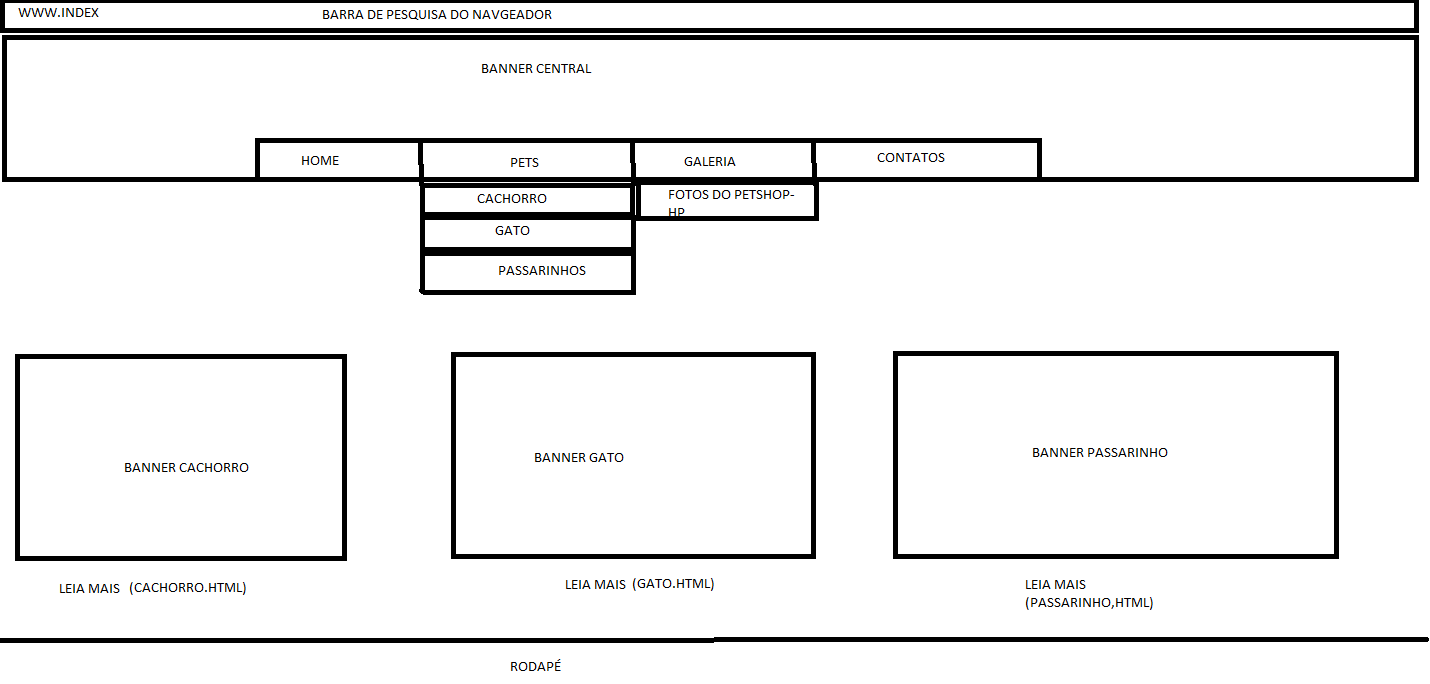 WWW.INDEX
BARRA DE PESQUISA DO NAVGEADOR
BANNER CENTRAL
HOME
PETS
GALERIA
CONTATOS
CACHORRO
FOTOS DO PETSHOP-
HP
GATO
PASSARINHOS
BANNER CACHORRO
BANNER GATO
BANNER PASSARINHO
LEIA MAIS (CACHORRO.HTML)
LEIA MAIS (GATO.HTML)
LEIA MAIS
(PASSARINHO,HTML)
RODAPÉ